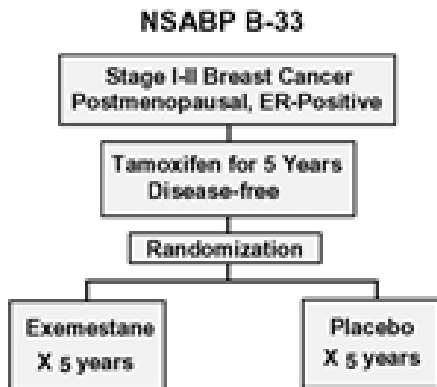 NSABP B-33
Stage I-II Breast Cancer
Postmenopausal, ER-Positive
Tamoxifen for 5 Years
Disease-free
Randomization
Exemestane
X 5 years
Placebo
X 5 years